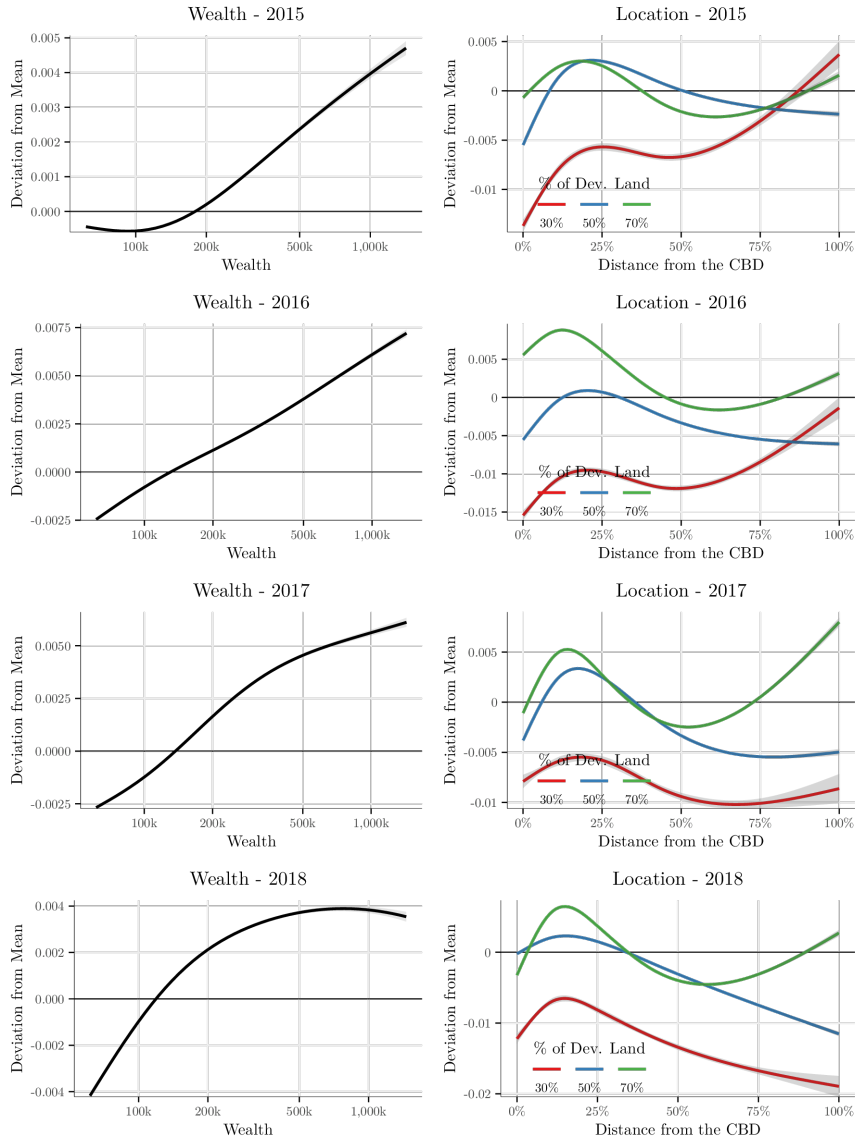 Wealth - 2015
Deviation from Mean
0.005
0.004
0.003
0.002
0.001
0.000
100k 200k 500k 1,000k
Wealth
Location - 2015
Deviation from Mean
0.005
0
-0.005
-0.01
% of Dev. Land
30% 50% 70%
0% 25% 50% 75% 100%
Distance from the CBD
Wealth - 2016
Deviation from Mean
0.0075
0.0050
0.0025
0.0000
-0.0025
100k 200k 500k 1,000k
Wealth
Location - 2016
Deviation from Mean
0.005
0
-0.005
-0.01
-0.015
% of Dev. Land
30% 50% 70%
0% 25% 50% 75% 100%
Distance from the CBD
Wealth - 2017
Deviation from Mean
0.0050
0.0025
0.0000
-0.0025
100k 200k 500k 1,000k
Wealth
Location - 2017
Deviation from Mean
0.005
0
-0.005
-0.01
% of Dev. Land
30% 50% 70%
0% 25% 50% 75% 100%
Distance from the CBD
Wealth - 2018
Deviation from Mean
0.004
0.002
0.000
-0.002
-0.004
100k 200k 500k 1,000k
Wealth
Location - 2018
Deviation from Mean
0
-0.01
-0.02
% of Dev. Land
30% 50% 70%
0% 25% 50% 75% 100%
Distance from the CBD